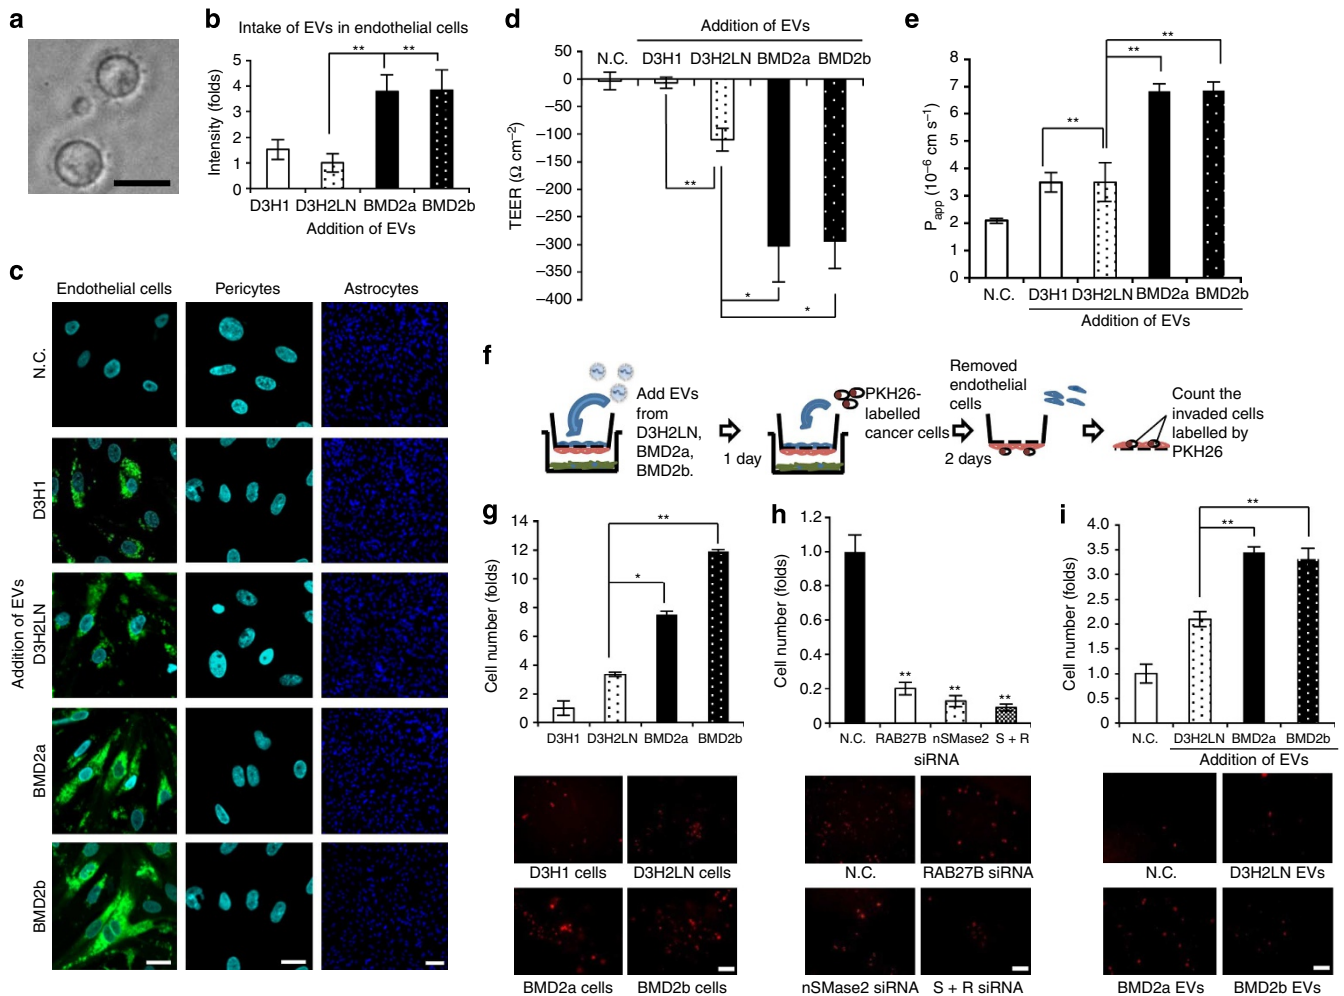 a
b
Intake of EVs in endothelial cells
** **
5
4
3
2
1
0
Intensity (folds)
D3H1 D3H2LN BMD2a BMD2b
Addition of EVs
c
Endothelial cells Pericytes Astrocytes
N.C.
D3H1
D3H2LN
BMD2a
BMD2b
Addition of EVs
d
Addition of EVs
N.C. D3H1 D3H2LN BMD2a BMD2b
50
0
−50
−100
−150
−200
−250
−300
−350
−400
TEER (Ω cm−2)
**
*
*
e
**
**
**
8
7
6
5
4
3
2
1
0
Papp (10−6 cm s−1)
N.C. D3H1 D3H2LN BMD2a BMD2b
Addition of EVs
f
Add EVs
from
D3H2LN,
BMD2a,
BMD2b.
1 day
PKH26-
labelled
cancer cells
2 days
Removed
endothelial
cells
Count the
invaded cells
labelled by
PKH26
g
**
*
14
12
10
8
6
4
2
0
Cell number (folds)
D3H1 D3H2LN BMD2a BMD2b
D3H1 cells D3H2LN cells
BMD2a cells BMD2b cells
h
1.2
1.0
0.8
0.6
0.4
0.2
0
Cell number (folds)
** ** **
N.C. RAB27B nSMase2 S + R
siRNA
N.C. RAB27B siRNA
nSMase2 siRNA S + R siRNA
i
**
**
4.0
3.5
3.0
2.5
2.0
1.5
1.0
0.5
0
Cell number (folds)
N.C. D3H2LN BMD2a BMD2b
Addition of EVs
N.C. D3H2LN EVs
BMD2a EVs BMD2b EVs